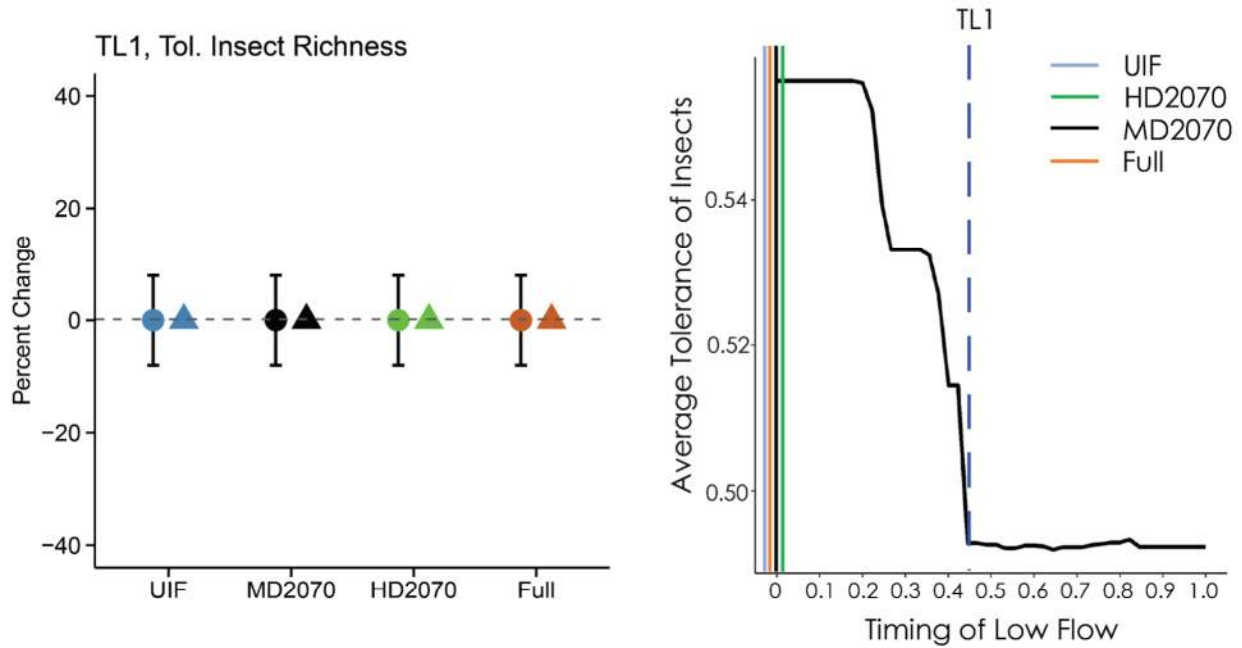 TL1, Tol. Insect Richness
Percent Change
40
20
0
−20
−40
UIF MD2070 HD2070 Full
TL1
UIF
HD2070
MD2070
Full
Average Tolerance of Insects
0.54
0.52
0.50
0 0.1 0.2 0.3 0.4 0.5 0.6 0.7 0.8 0.9 1.0
Timing of Low Flow